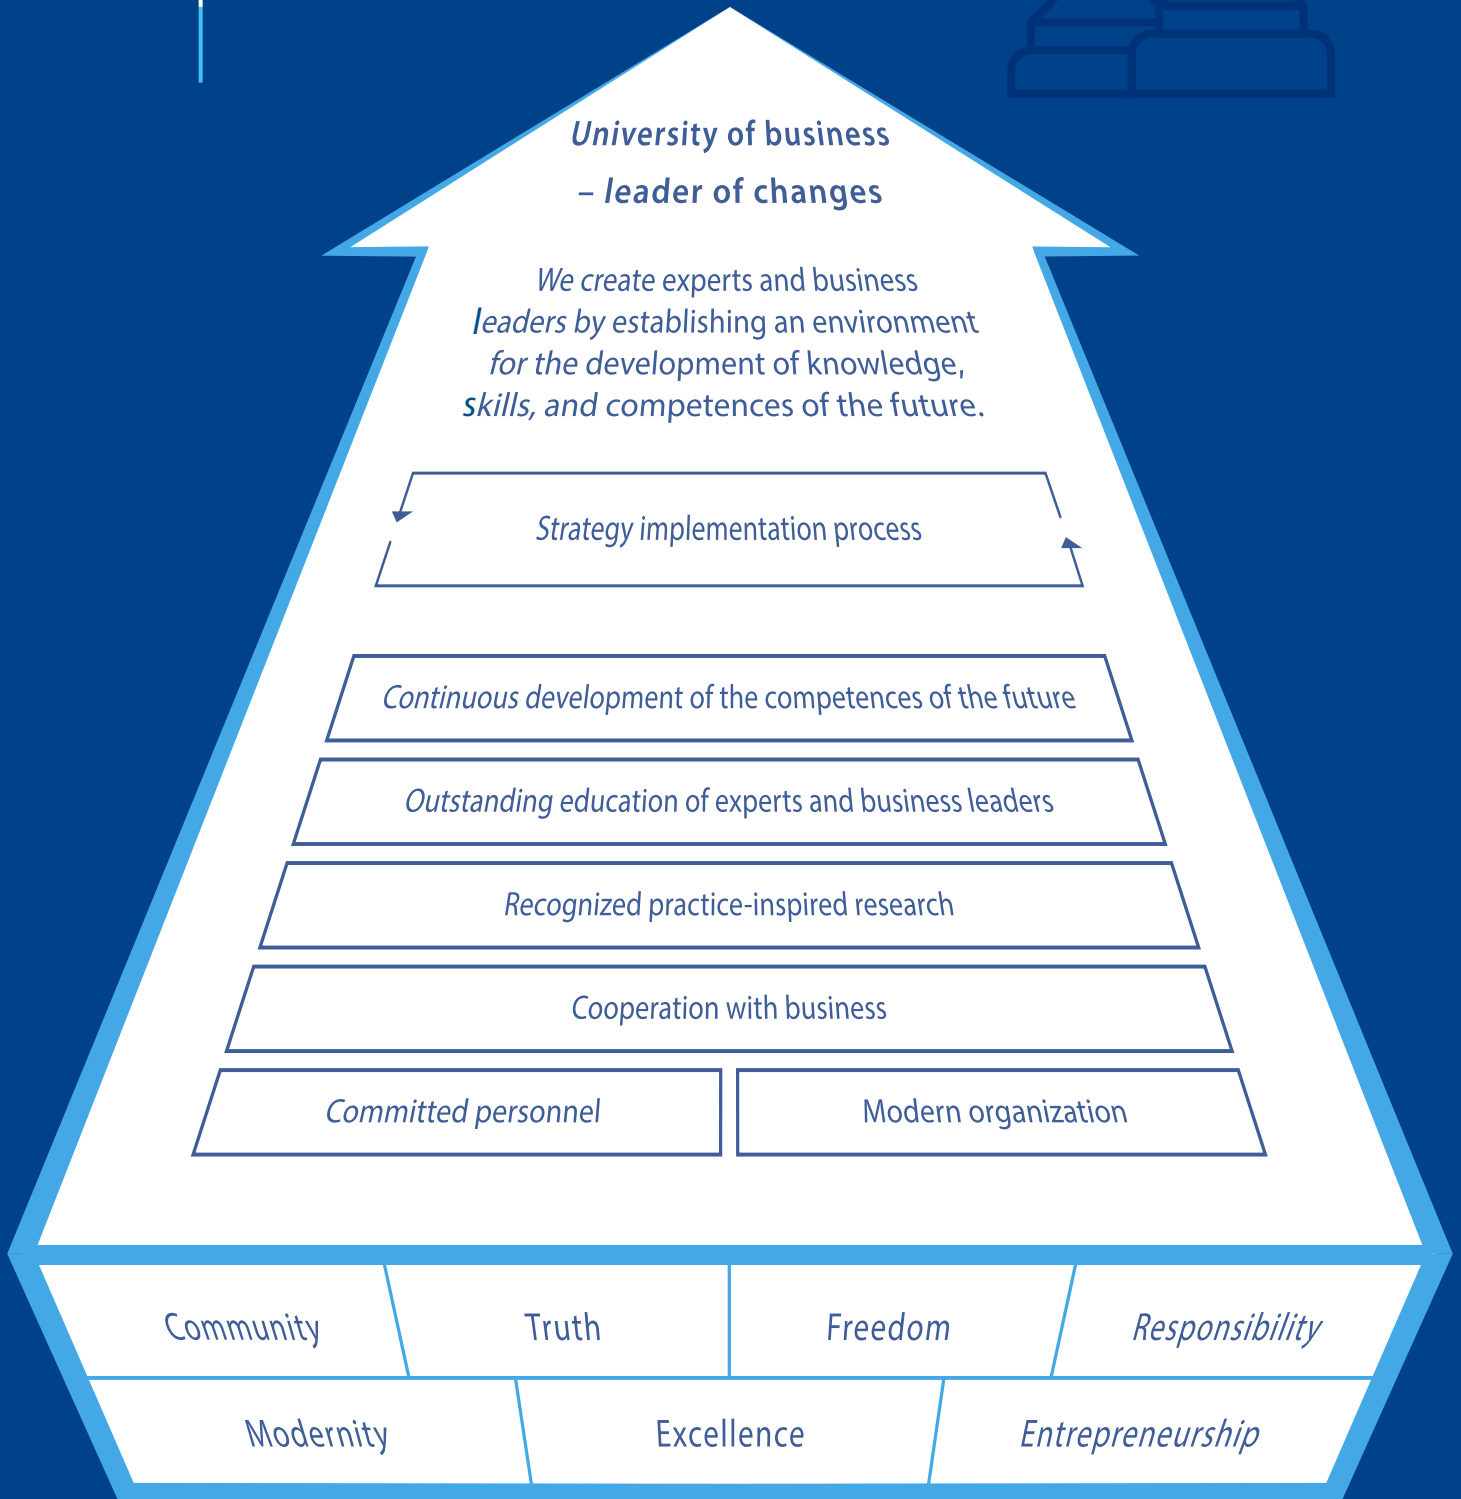 University of business
– leader of changes
We create experts and business
leaders by establishing an environment
for the development of knowledge,
skills, and competences of the future.
Strategy implementation process
Continuous development of the competences of the future
Outstanding education of experts and business leaders
Recognized practice-inspired research
Cooperation with business
Committed personnel
Modern organization
Community
Truth
Freedom
Responsibility
Modernity
Excellence
Entrepreneurship